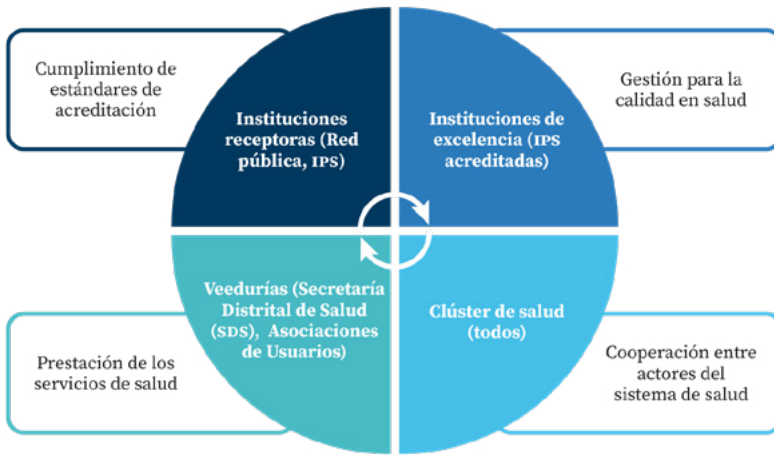 Cumplimiento de
estándares de
acreditación
Instituciones
receptoras (Red
pública, IPS)
Instituciones de
excelencia (IPS
acreditadas)
Gestión para la
calidad en salud
Veedurías (Secretaría
Distrital de Salud
(SDS), Asociaciones
de Usuarios)
Prestación de los
servicios de salud
Clúster de salud
(todos)
Cooperación entre
actores del
sistema de salud